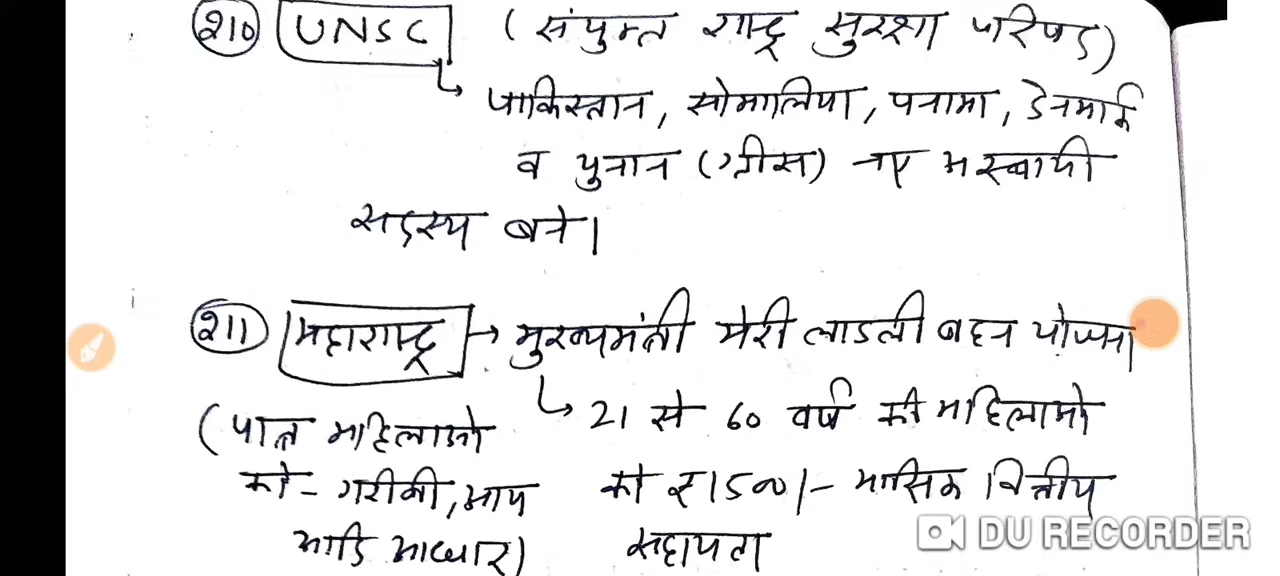 210 UNSC (संयुक्त राष्ट्र सुरक्षा परिषद)
पाकिस्तान, सोमालिया, पनामा, डेनमार्क
व युनान (ग्रीस) नए अस्थायी
सदस्य बने।
211 महाराष्ट्र → मुख्यमंत्री मेरी लाडली बहन योजना
21 से 60 वर्ष की महिलाओ
को ₹1500/- मासिक वित्तीय
सहायता
(पात्र महिलाओ
को - गरीबी, आय
आदि आधार)
DU RECORDER